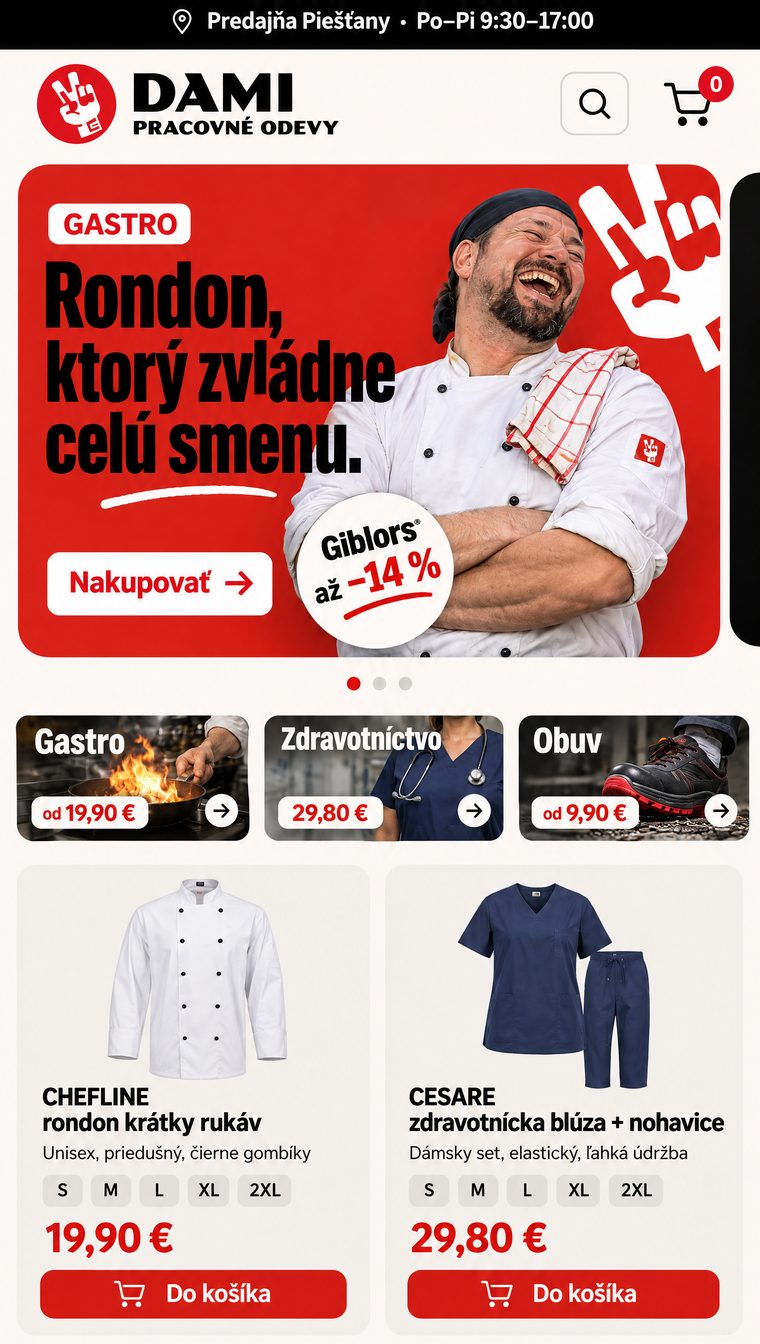 Predajňa Piešťany • Po–Pi 9:30–17:00
DAMI
PRACOVNÉ ODEVY
0
GASTRO
Rondon,
ktorý zvládne
celú smenu.
Nakupovať →
Giblors®
až –14 %
Gastro
od 19,90 €
Zdravotníctvo
29,80 €
Obuv
od 9,90 €
CHEFLINE
rondon krátky rukáv
Unisex, priedušný, čierne gombíky
S M L XL 2XL
19,90 €
Do košíka
CESARE
zdravotnícka blúza + nohavice
Dámsky set, elastický, ľahká údržba
S M L XL 2XL
29,80 €
Do košíka